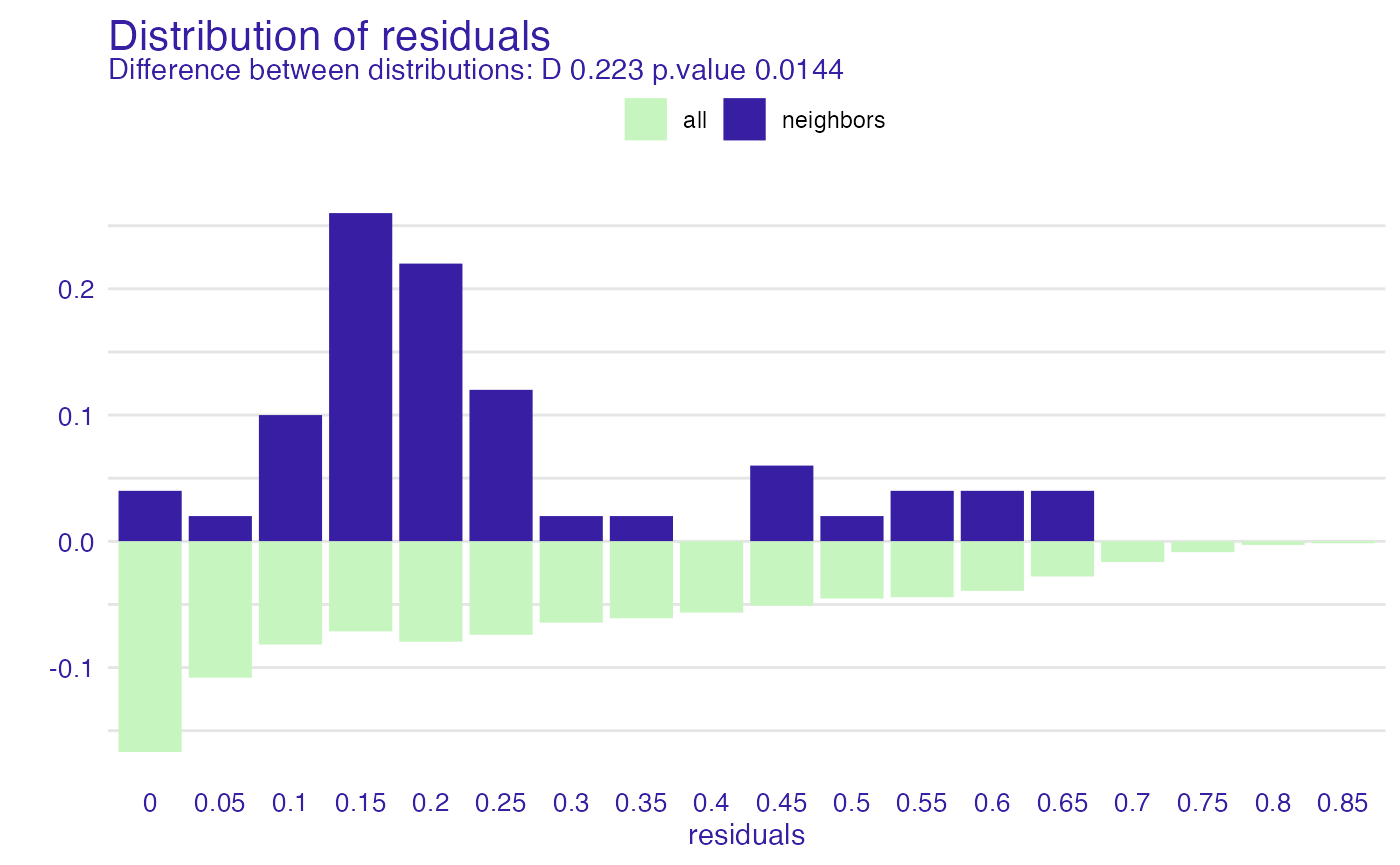 Distribution of residuals
Difference between distributions: D 0.223 p.value 0.0144
all neighbors
0.2
0.1
0.0
-0.1
0 0.05 0.1 0.15 0.2 0.25 0.3 0.35 0.4 0.45 0.5 0.55 0.6 0.65 0.7 0.75 0.8 0.85
residuals